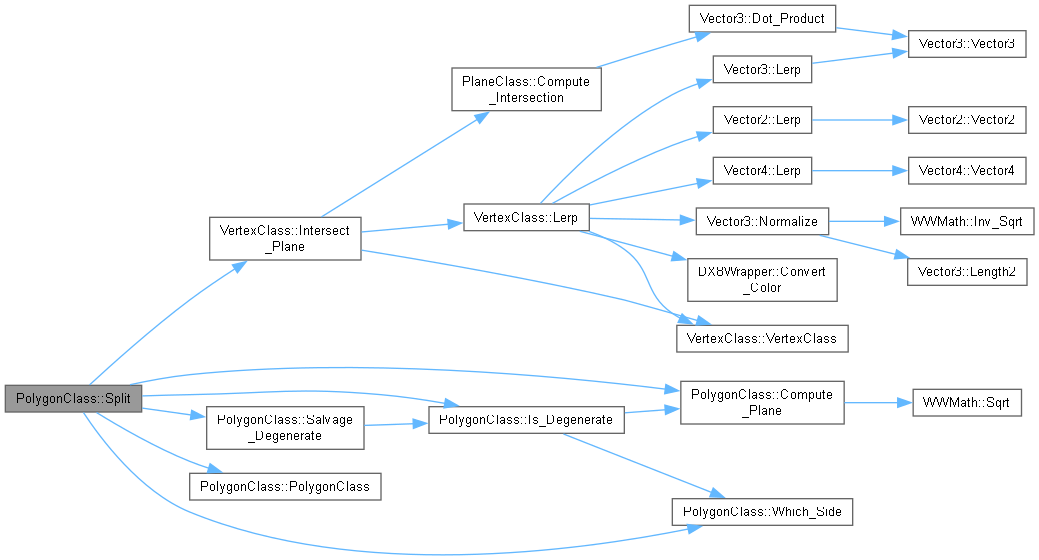 Vector3::Dot_Product
Vector3::Vector3
PlaneClass::Compute
_Intersection
Vector3::Lerp
Vector2::Lerp
Vector2::Vector2
Vector4::Lerp
Vector4::Vector4
VertexClass::Intersect
_Plane
VertexClass::Lerp
Vector3::Normalize
WWMath::Inv_Sqrt
DX8Wrapper::Convert
_Color
Vector3::Length2
VertexClass::VertexClass
PolygonClass::Split
PolygonClass::Compute
_Plane
WWMath::Sqrt
PolygonClass::Salvage
_Degenerate
PolygonClass::Is_Degenerate
PolygonClass::PolygonClass
PolygonClass::Which_Side